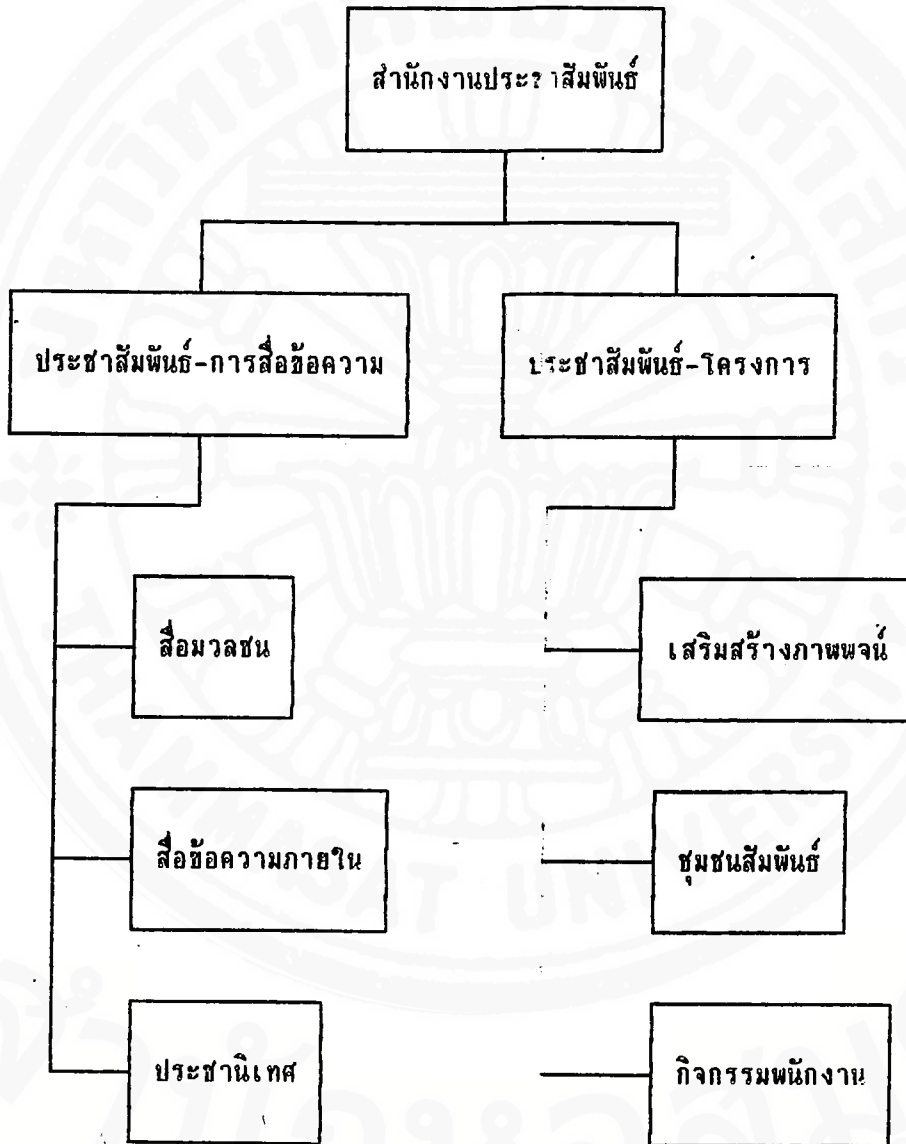 สำนักงานประชาสัมพันธ์
ประชาสัมพันธ์-การสื่อข้อความ
ประชาสัมพันธ์-โครงการ
สื่อมวลชน
เสริมสร้างภาพพจน์
สื่อข้อความภายใน
ชุมชนสัมพันธ์
ประชานิเทศ
กิจกรรมพนักงาน
THAMMASAT UNIVERSITY